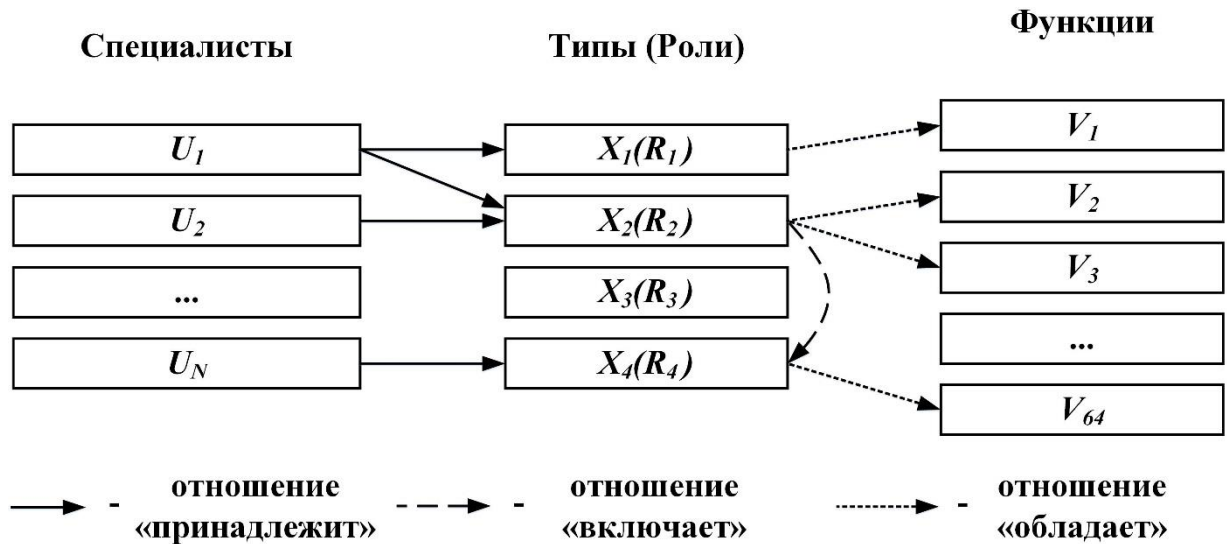 Специалисты Типы (Роли) Функции
U1 X1(R1) V1
U2 X2(R2) V2
... X3(R3) V3
UN X4(R4) ...
V64
- отношение «принадлежит»
- отношение «включает»
- отношение «обладает»